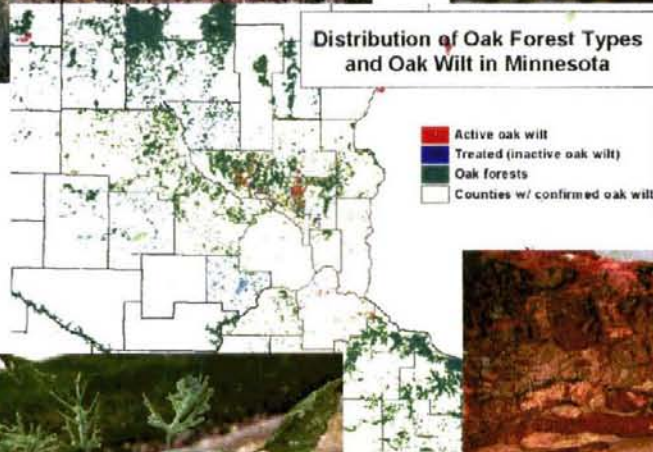 Distribution of Oak Forest Types
and Oak Wilt in Minnesota
Active oak wilt
Treated (inactive oak wilt)
Oak forests
Counties w/ confirmed oak wilt